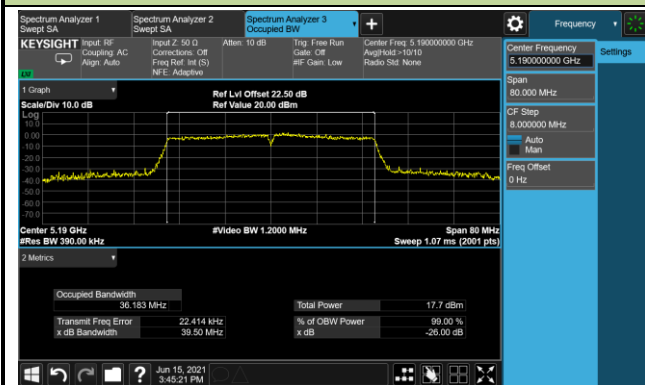 Spectrum Analyzer 1
Swept SA
Spectrum Analyzer 2
Swept SA
Spectrum Analyzer 3
Occupied BW
+
Frequency
KEYSIGHT
Input: RF
Coupling: AC
Align: Auto
Input Z: 50 Ω
Corrections: Off
Freq Ref: Int (S)
NFE: Adaptive
Atten: 10 dB
Trig: Free Run
Gate: Off
#IF Gain: Low
Center Freq: 5.190000000 GHz
Avg|Hold:>10/10
Radio Std: None
Center Frequency
5.190000000 GHz
Settings
Span
80.000 MHz
CF Step
8.000000 MHz
Auto
Man
Freq Offset
0 Hz
1 Graph
Scale/Div 10.0 dB
Ref Lvl Offset 22.50 dB
Ref Value 20.00 dBm
Log
10.0
0.00
-10.0
-20.0
-30.0
-40.0
-50.0
-60.0
-70.0
Center 5.19 GHz
#Video BW 1.2000 MHz
Span 80 MHz
#Res BW 390.00 kHz
Sweep 1.07 ms (2001 pts)
2 Metrics
Occupied Bandwidth
36.183 MHz
Total Power 17.7 dBm
Transmit Freq Error 22.414 kHz
% of OBW Power 99.00 %
x dB Bandwidth 39.50 MHz
x dB -26.00 dB
?
Jun 15, 2021
3:45:21 PM